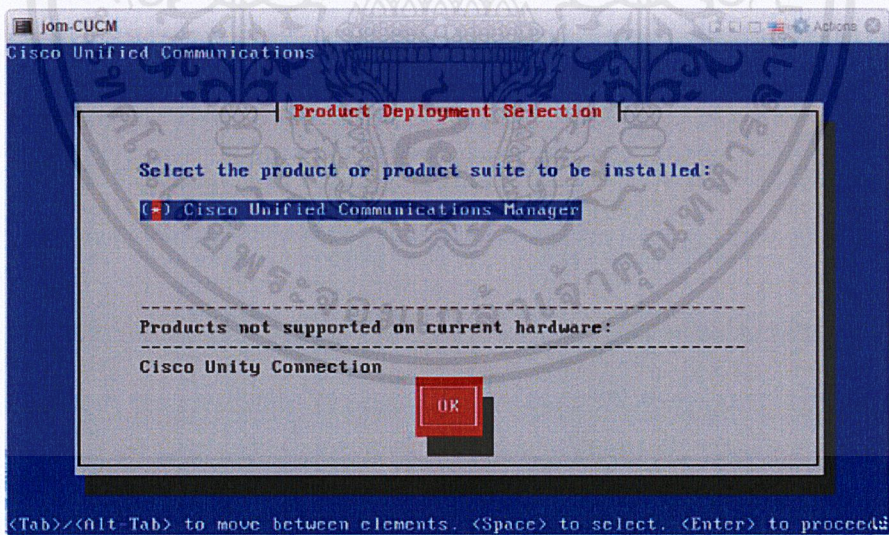 jom-CUCM
Actions
Cisco Unified Communications
Product Deployment Selection
Select the product or product suite to be installed:
(*) Cisco Unified Communications Manager
Products not supported on current hardware:
Cisco Unity Connection
OK
<Tab>/<Alt-Tab> to move between elements. <Space> to select. <Enter> to proceed